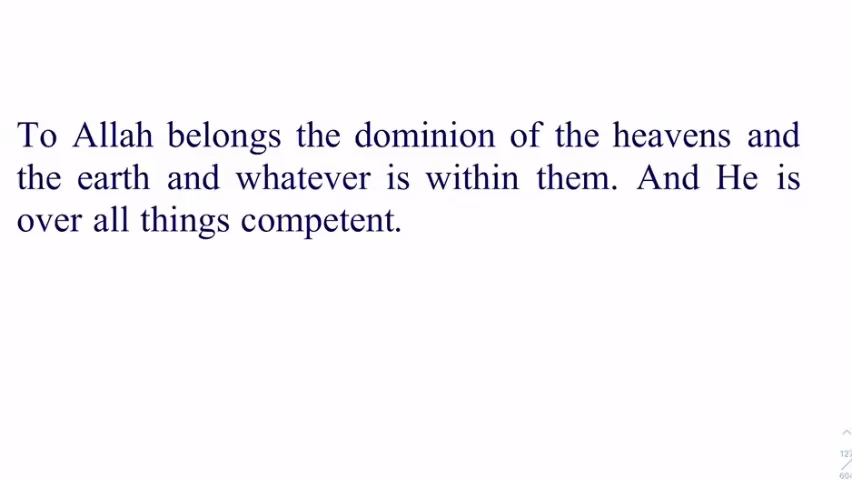 To Allah belongs the dominion of the heavens and
the earth and whatever is within them. And He is
over all things competent.
127